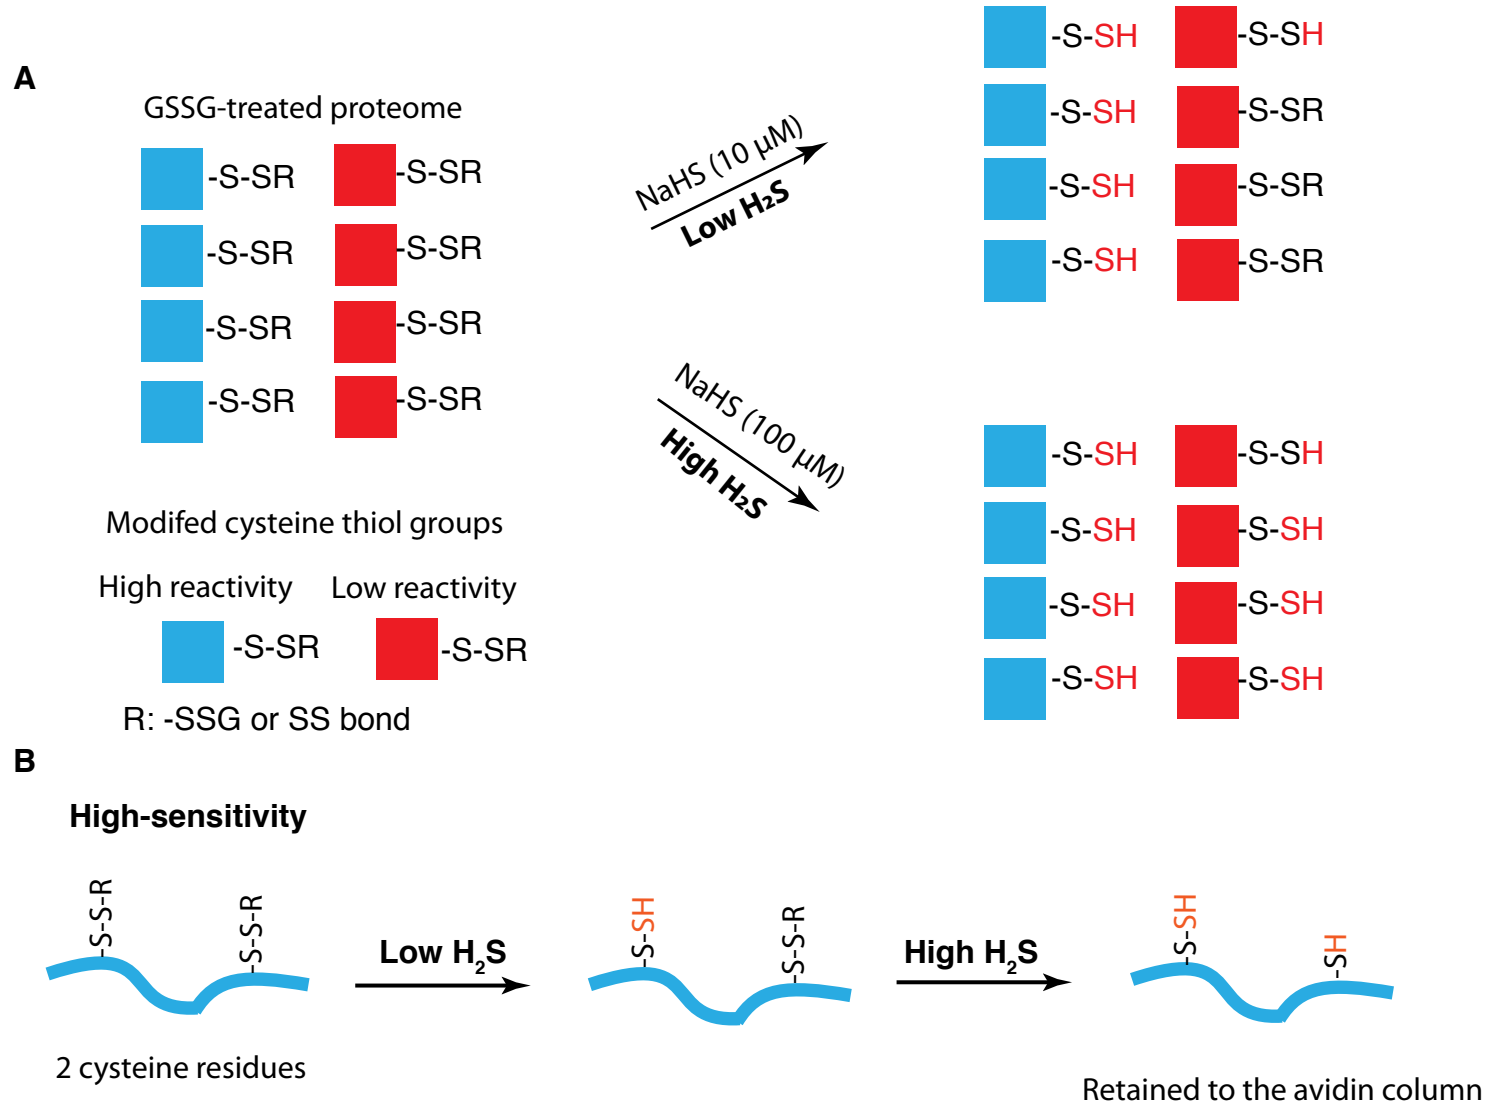 A
GSSG-treated proteome
-S-SR -S-SR
-S-SR -S-SR
-S-SR -S-SR
-S-SR -S-SR
Modifed cysteine thiol groups
High reactivity Low reactivity
-S-SR -S-SR
R: -SSG or SS bond
NaHS (10 μM)
Low H₂S
-S-SH -S-SH
-S-SH -S-SR
-S-SH -S-SR
-S-SH -S-SR
NaHS (100 μM)
High H₂S
-S-SH -S-SH
-S-SH -S-SH
-S-SH -S-SH
-S-SH -S-SH
B
High-sensitivity
-S-S-R -S-S-R
2 cysteine residues
Low H₂S
-S-SH -S-S-R
High H₂S
-S-SH -SH
Retained to the avidin column